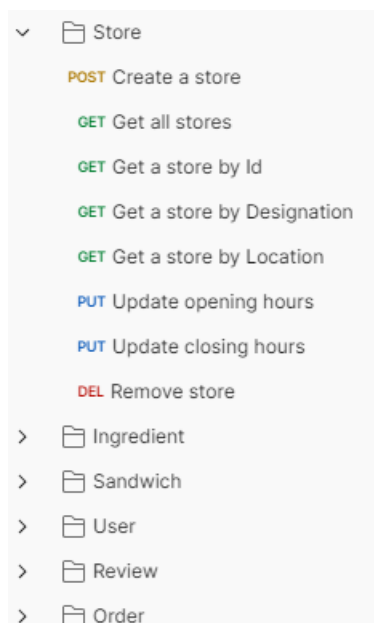 Store
POST Create a store
GET Get all stores
GET Get a store by Id
GET Get a store by Designation
GET Get a store by Location
PUT Update opening hours
PUT Update closing hours
DEL Remove store
Ingredient
Sandwich
User
Review
Order